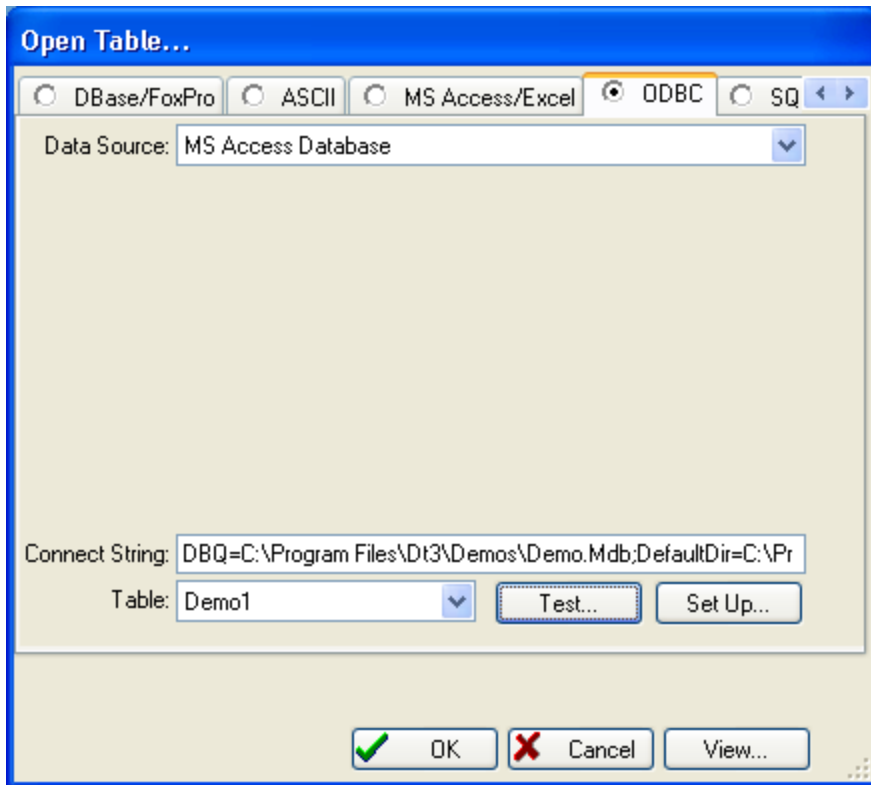 Open Table...
DBase/FoxPro ASCII MS Access/Excel ODBC SQ
Data Source: MS Access Database
Connect String: DBQ=C:\Program Files\Dt3\Demos\Demo.Mdb;DefaultDir=C:\Pr
Table: Demo1 Test... Set Up...
OK Cancel View...